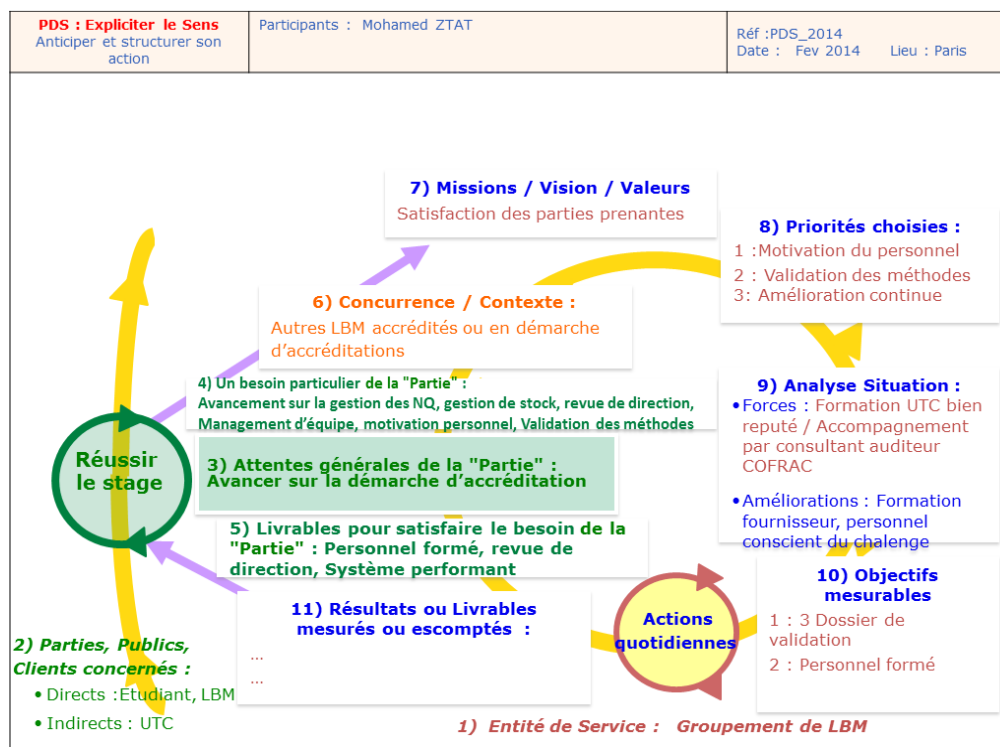 PDS : Expliciter le Sens
Anticiper et structurer son
action
Participants : Mohamed ZTAT
Réf :PDS_2014
Date : Fev 2014 Lieu : Paris
7) Missions / Vision / Valeurs
Satisfaction des parties prenantes
8) Priorités choisies :
1 :Motivation du personnel
2 : Validation des méthodes
3: Amélioration continue
6) Concurrence / Contexte :
Autres LBM accrédités ou en démarche
d’accréditations
4) Un besoin particulier de la "Partie" :
Avancement sur la gestion des NQ, gestion de stock, revue de direction,
Management d’équipe, motivation personnel, Validation des méthodes
9) Analyse Situation :
•Forces : Formation UTC bien
reputé / Accompagnement
par consultant auditeur
COFRAC
•Améliorations : Formation
fournisseur, personnel
conscient du chalenge
Réussir
le stage
3) Attentes générales de la "Partie" :
Avancer sur la démarche d’accréditation
5) Livrables pour satisfaire le besoin de la
"Partie" : Personnel formé, revue de
direction, Système performant
10) Objectifs
mesurables
1 : 3 Dossier de
validation
2 : Personnel formé
11) Résultats ou Livrables
mesurés ou escomptés :
...
...
Actions
quotidiennes
2) Parties, Publics,
Clients concernés :
• Directs :Etudiant, LBM
• Indirects : UTC
1) Entité de Service : Groupement de LBM